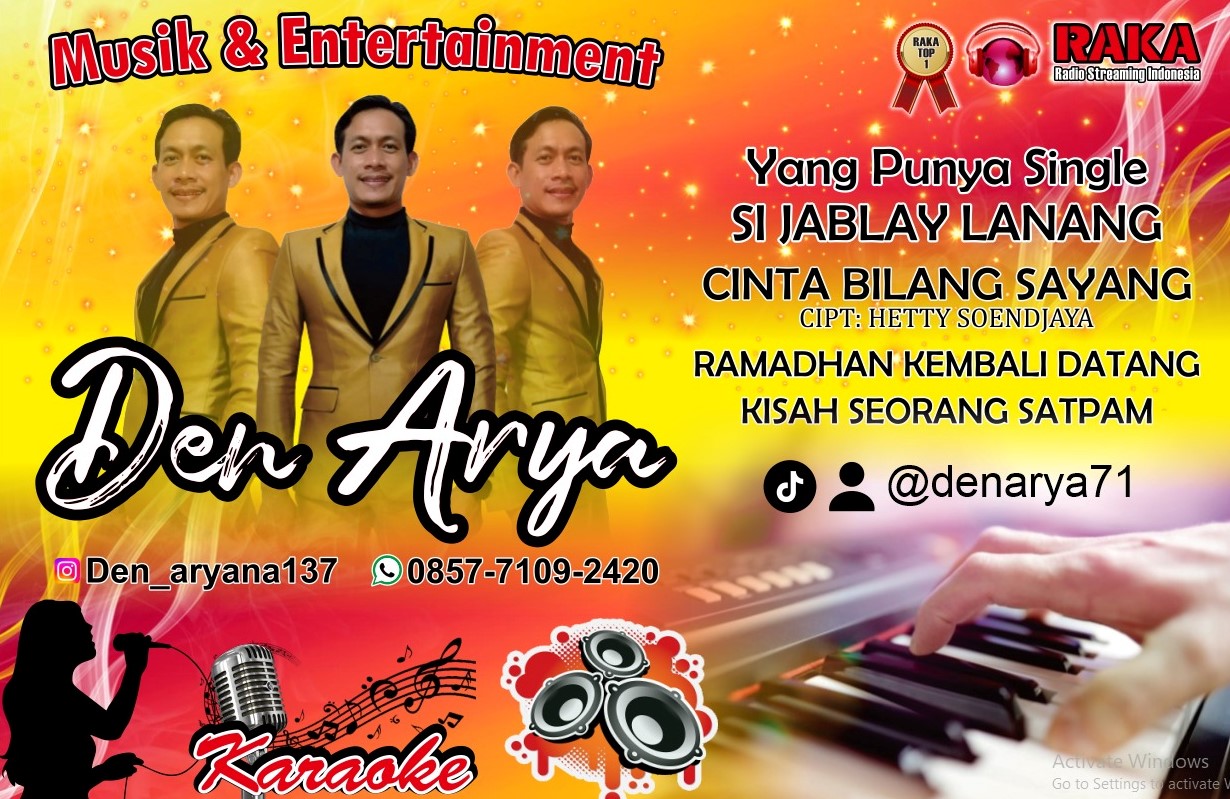 Musik & Entertainment
RAKA
TOP
1
RAKA
Radio Streaming Indonesia
Yang Punya Single
SI JABLAY LANANG
CINTA BILANG SAYANG
CIPT: HETTY SOENDJAYA
RAMADHAN KEMBALI DATANG
KISAH SEORANG SATPAM
@denarya71
Den Arya
Den_aryana137
0857-7109-2420
Karaoke
Activate Windows
Go to Settings to activate W